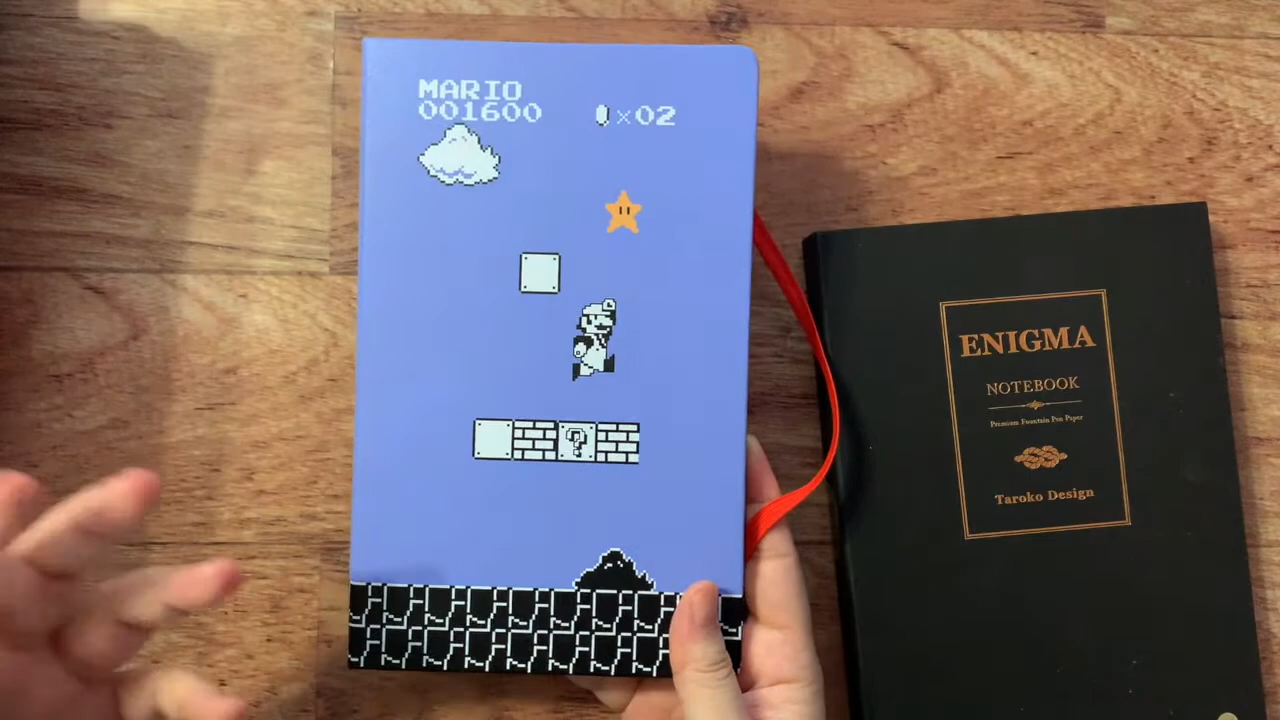 MARIO
001600 ×02
?
ENIGMA
NOTEBOOK
Premium Fountain Pen Paper
Taroko Design